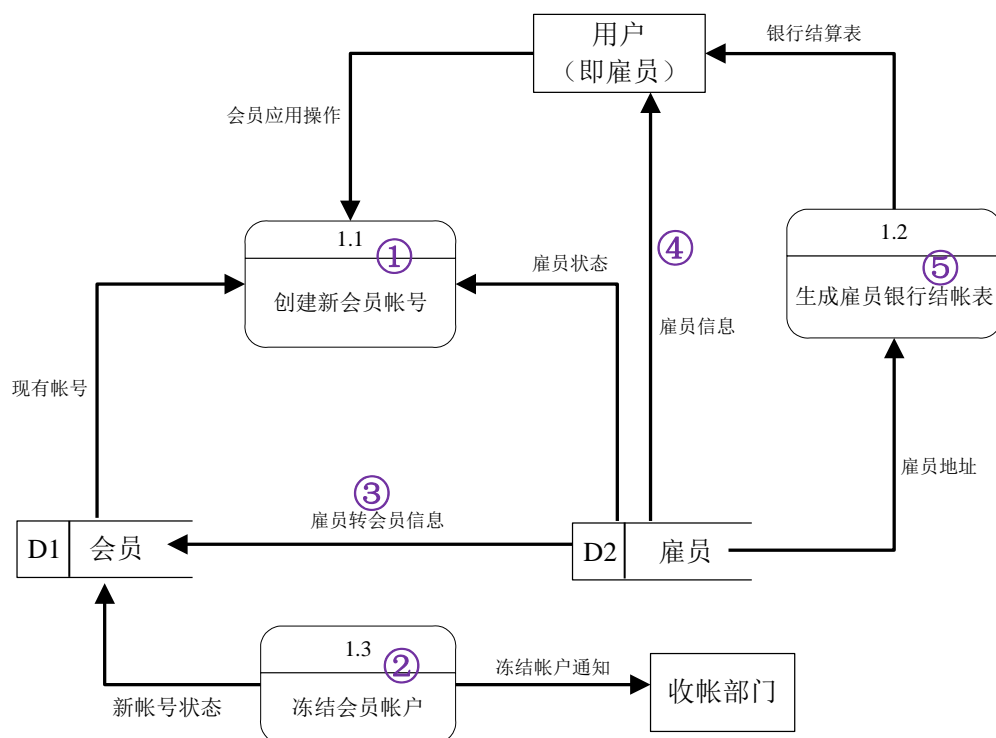 用户
（即雇员）
银行结算表
会员应用操作
1.1
①
创建新会员帐号
雇员状态
④
雇员信息
1.2
⑤
生成雇员银行结帐表
现有帐号
雇员地址
③
雇员转会员信息
D1
会员
D2
雇员
1.3
②
冻结会员帐户
新帐号状态
冻结帐户通知
收帐部门